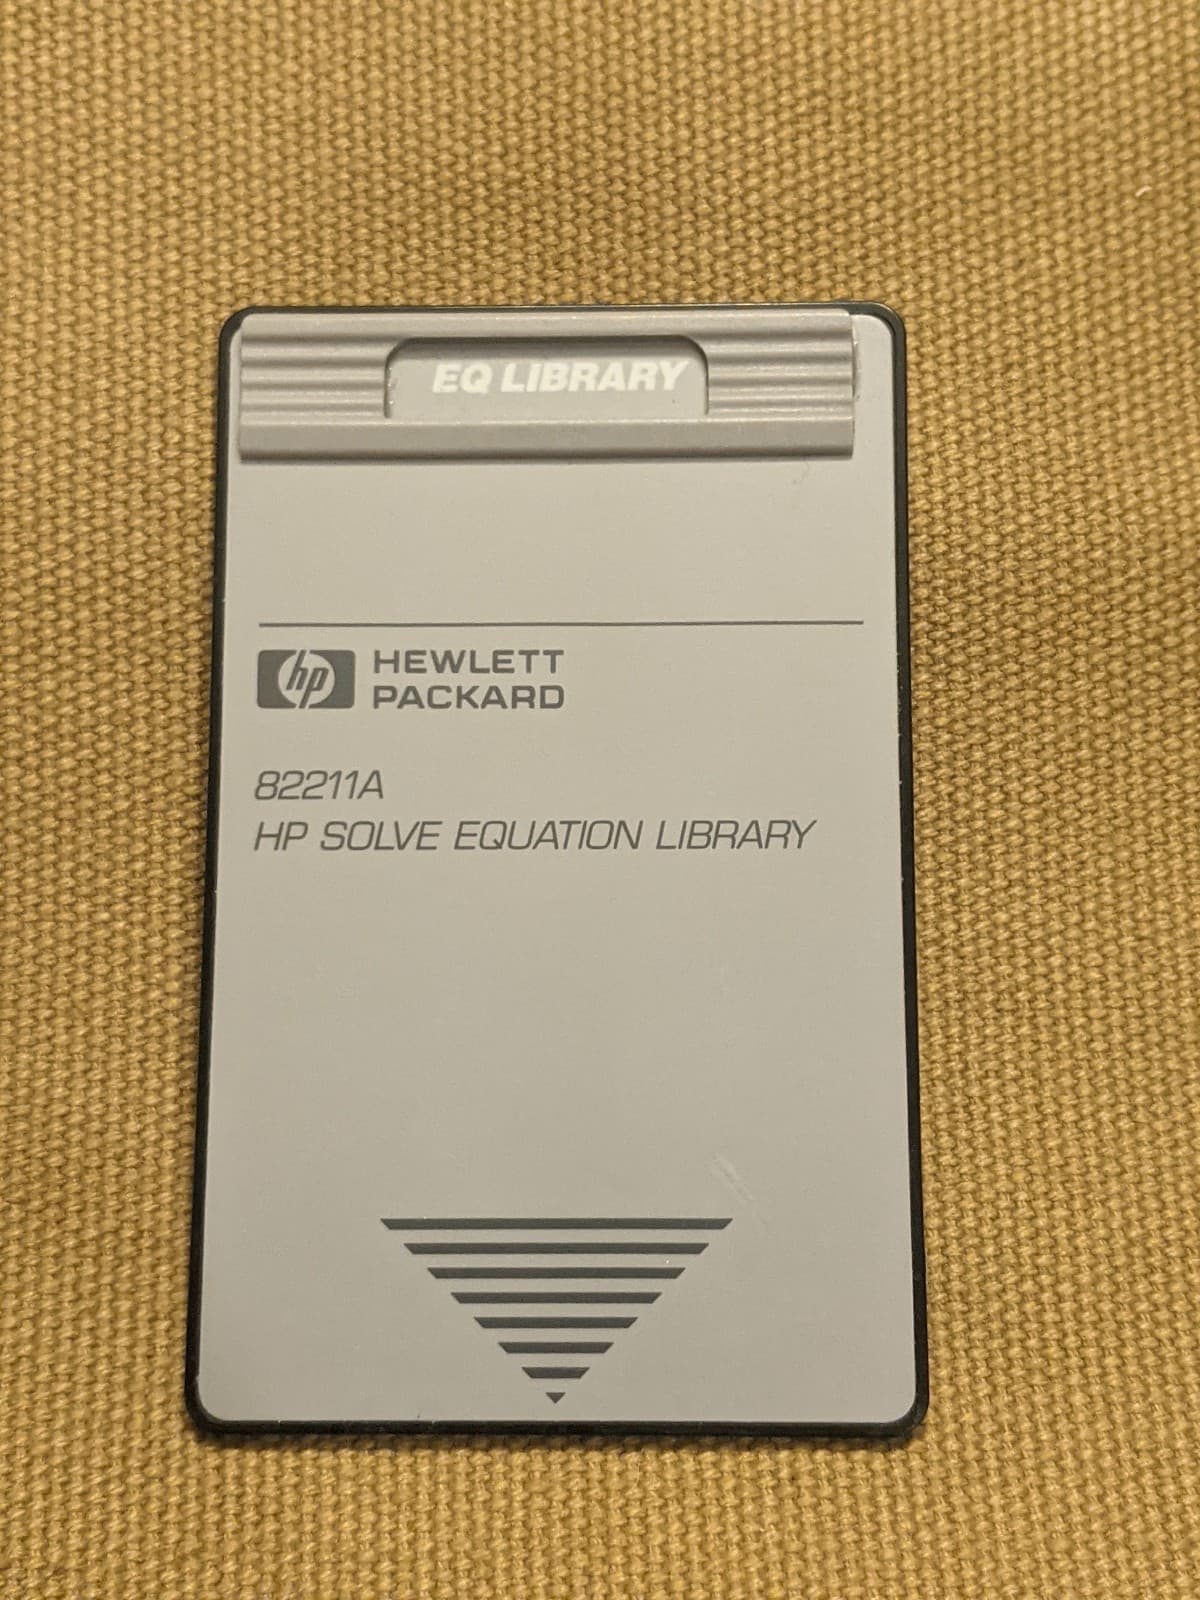 EQ LIBRARY
hp HEWLETT
PACKARD
82211A
HP SOLVE EQUATION LIBRARY